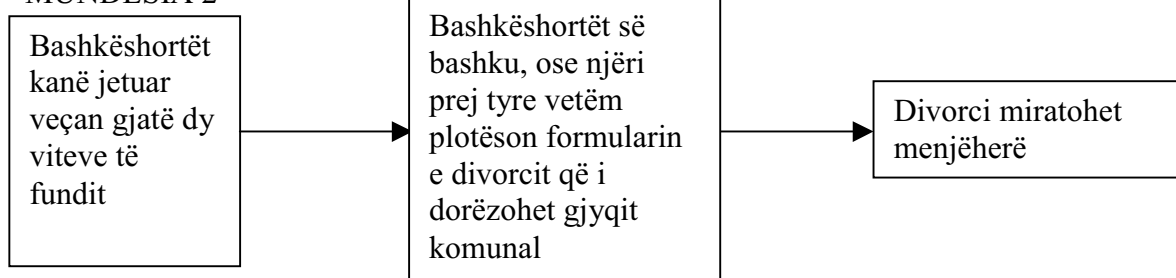 MUNDËSIA 2
Bashkëshortët
kanë jetuar
veçan gjatë dy
viteve të
fundit
Bashkëshortët së
bashku, ose njëri
prej tyre vetëm
plotëson formularin
e divorcit që i
dorëzohet gjyqit
komunal
Divorci miratohet
menjëherë